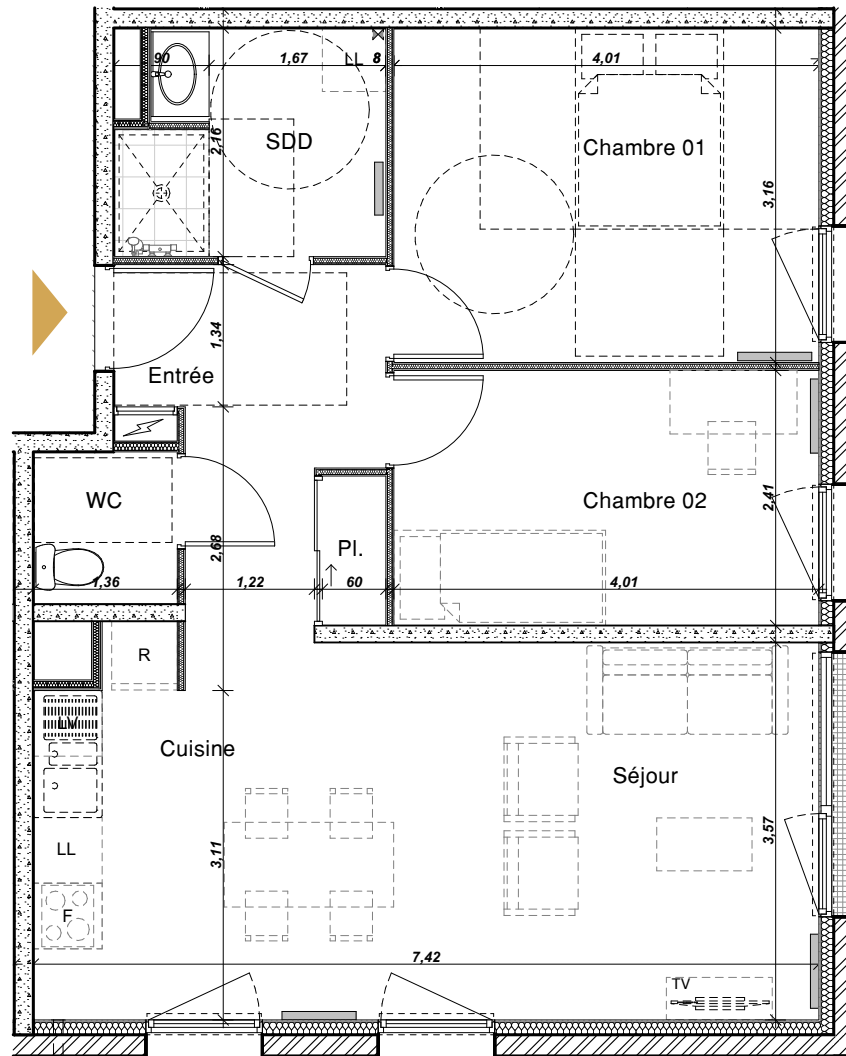 90
1,67
LL
8
4,01
SDD
2,16
Chambre 01
3,16
1,34
Entrée
WC
Chambre 02
2,41
2,68
Pl.
1,36
1,22
60
4,01
R
LV
Cuisine
Séjour
LL
3,11
3,57
F
7,42
TV